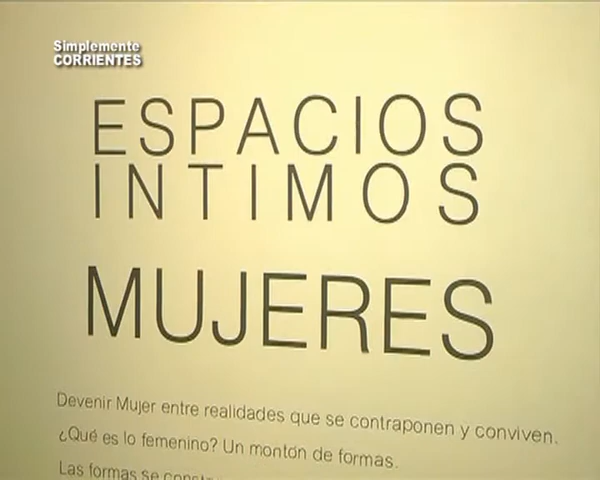 Simplemente
CORRIENTES
ESPACIOS
INTIMOS
MUJERES
Devenir Mujer entre realidades que se contraponen y conviven.
¿Qué es lo femenino? Un montón de formas.
Las formas se